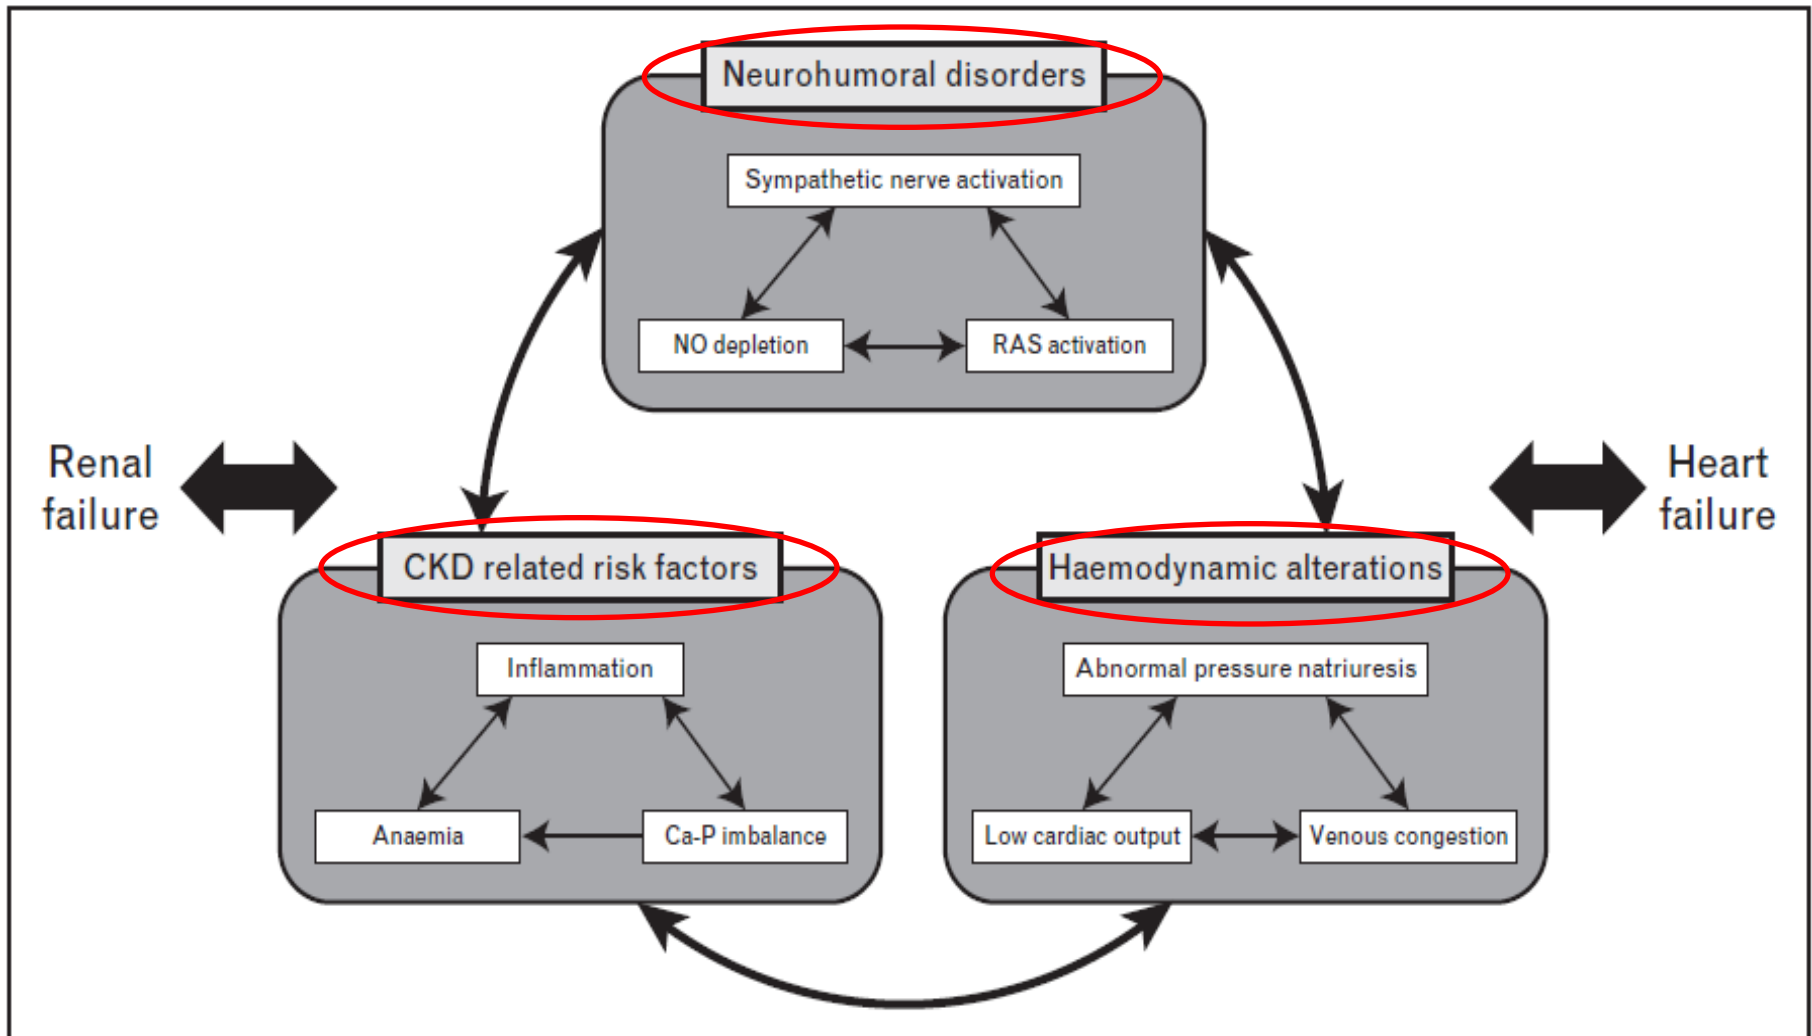 Neurohumoral disorders
Sympathetic nerve activation
NO depletion
RAS activation
Renal
failure
Heart
failure
CKD related risk factors
Inflammation
Anaemia
Ca-P imbalance
Haemodynamic alterations
Abnormal pressure natriuresis
Low cardiac output
Venous congestion